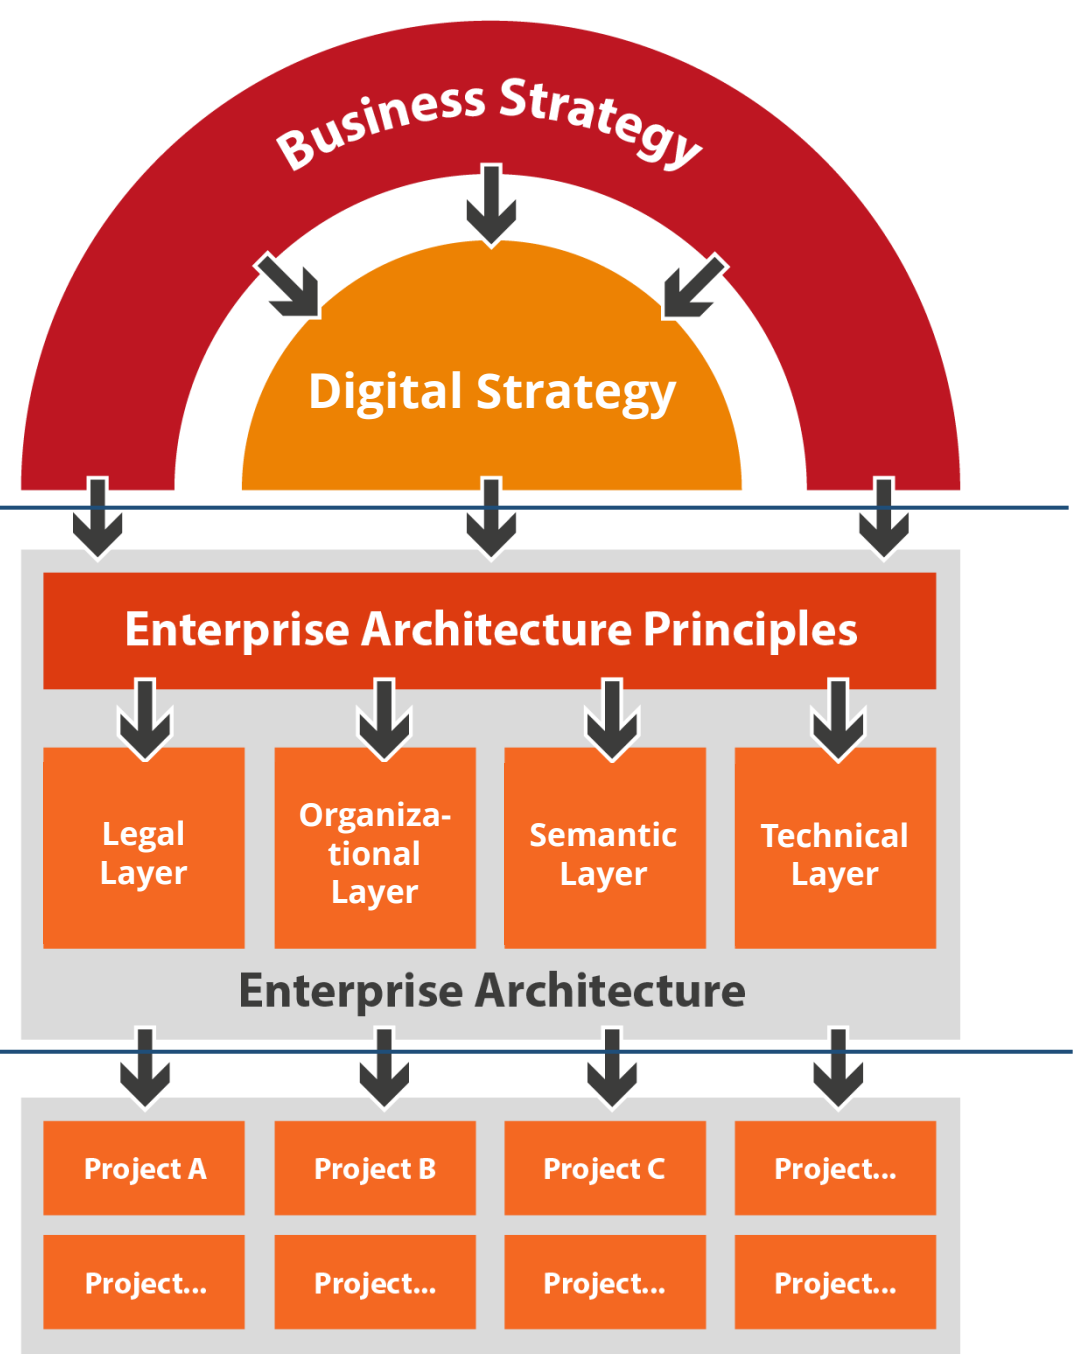 Business Strategy
Digital Strategy
Enterprise Architecture Principles
Legal
Layer
Organiza-
tional
Layer
Semantic
Layer
Technical
Layer
Enterprise Architecture
Project A
Project B
Project C
Project...
Project...
Project...
Project...
Project...